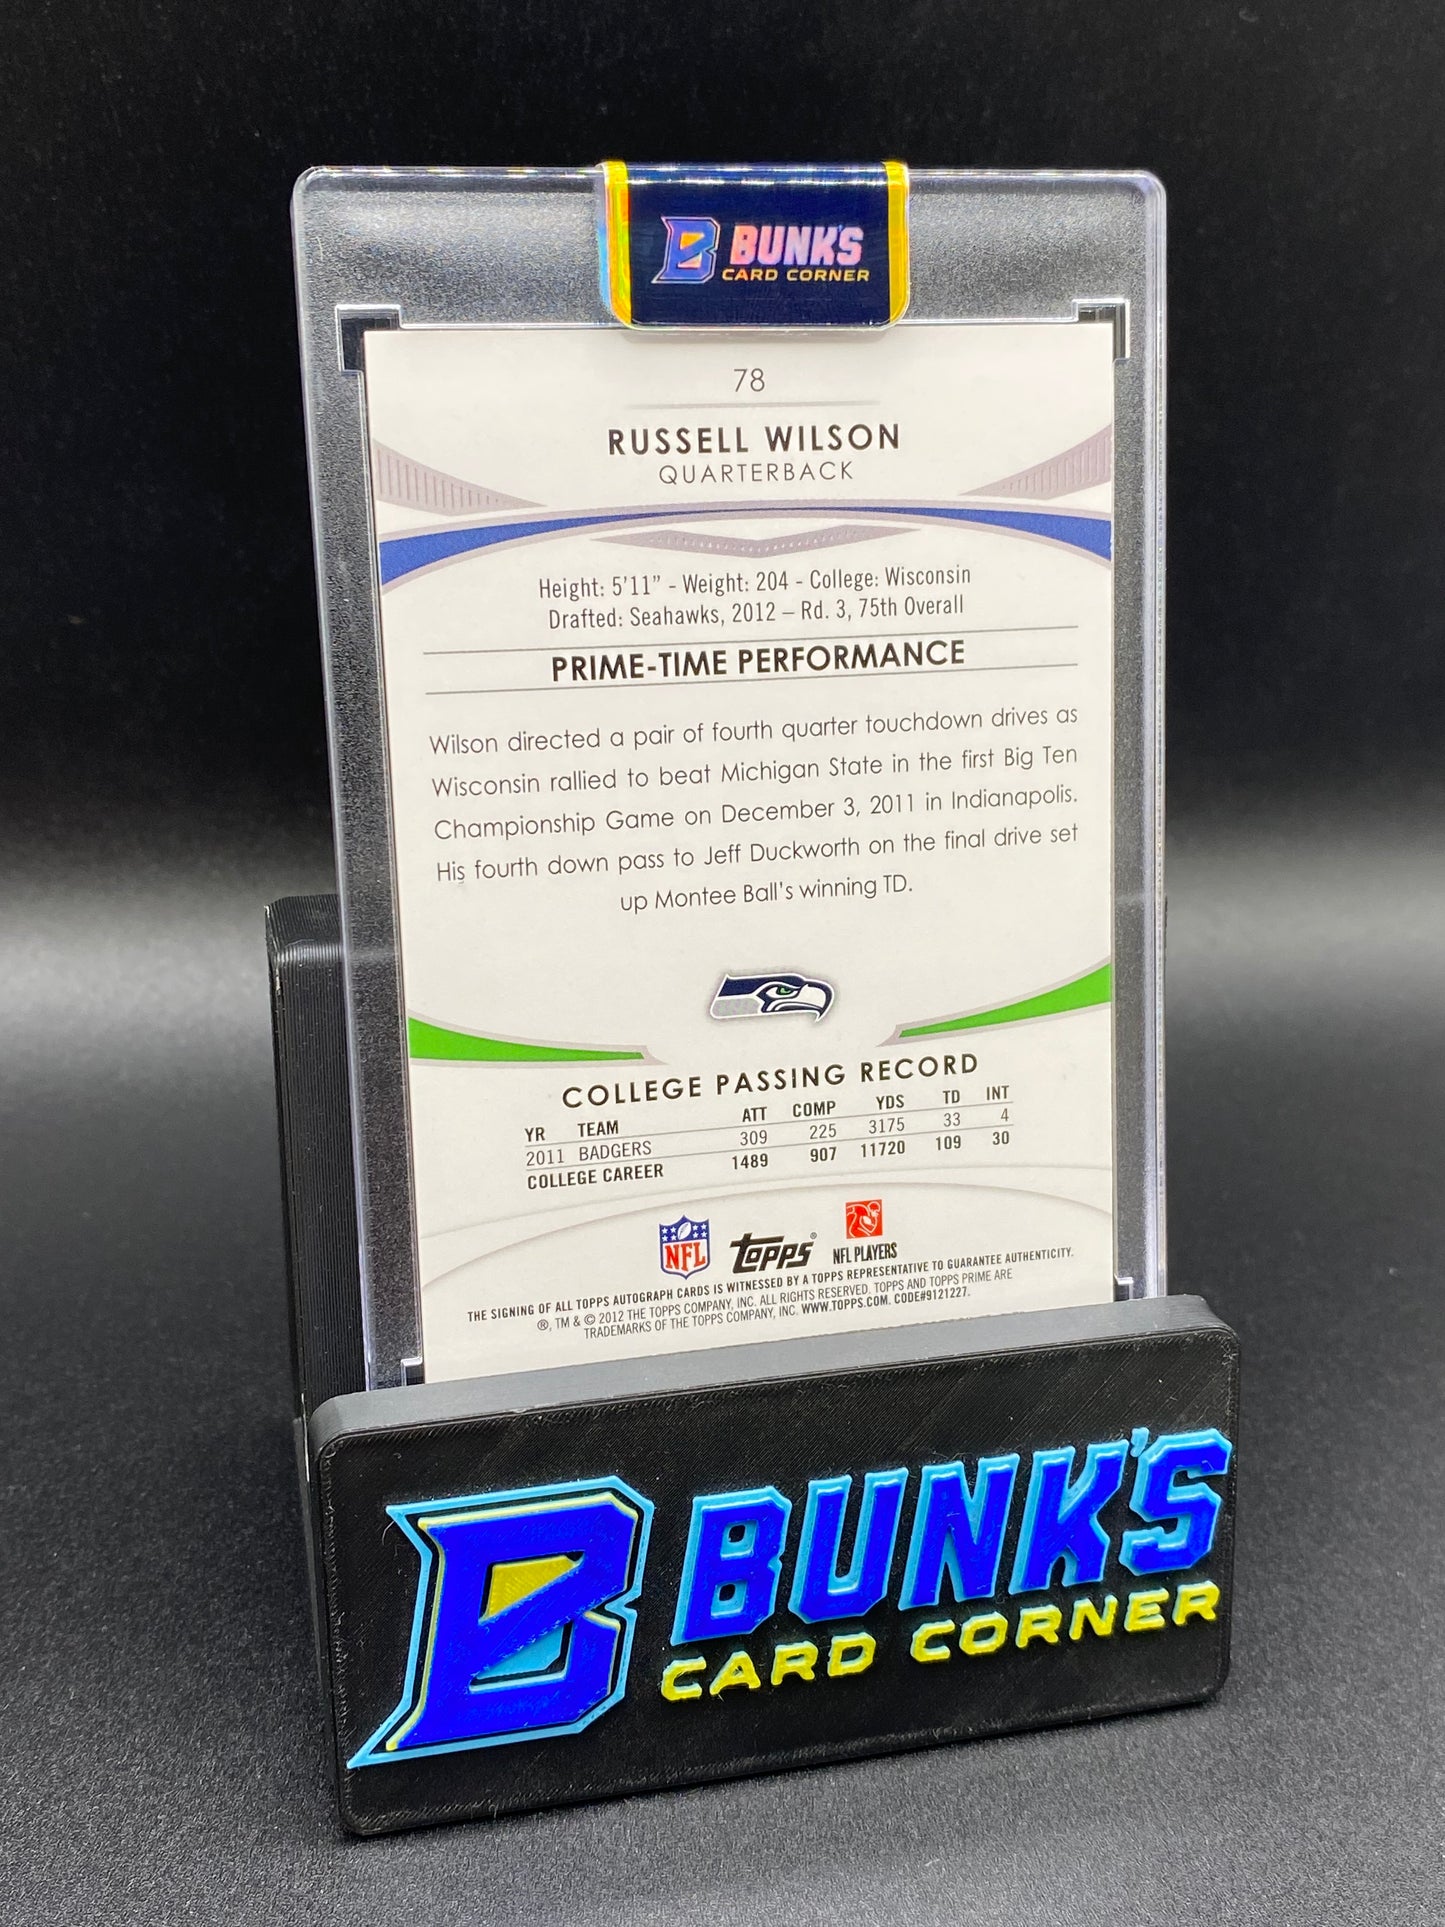 BUNK'S
CARD CORNER
78
RUSSELL WILSON
QUARTERBACK
Height: 5'11" - Weight: 204 - College: Wisconsin
Drafted: Seahawks, 2012 – Rd. 3, 75th Overall
PRIME-TIME PERFORMANCE
Wilson directed a pair of fourth quarter touchdown drives as
Wisconsin rallied to beat Michigan State in the first Big Ten
Championship Game on December 3, 2011 in Indianapolis.
His fourth down pass to Jeff Duckworth on the final drive set
up Montee Ball's winning TD.
COLLEGE PASSING RECORD
YR TEAM ATT COMP YDS TD INT
2011 BADGERS 309 225 3175 33 4
COLLEGE CAREER 1489 907 11720 109 30
NFL
Topps®
NFL PLAYERS
THE SIGNING OF ALL TOPPS AUTOGRAPH CARDS IS WITNESSED BY A TOPPS REPRESENTATIVE TO GUARANTEE AUTHENTICITY.
®, TM & © 2012 THE TOPPS COMPANY, INC. ALL RIGHTS RESERVED. TOPPS AND TOPPS PRIME ARE
TRADEMARKS OF THE TOPPS COMPANY, INC. WWW.TOPPS.COM. CODE#9121227.
B BUNK'S
CARD CORNER